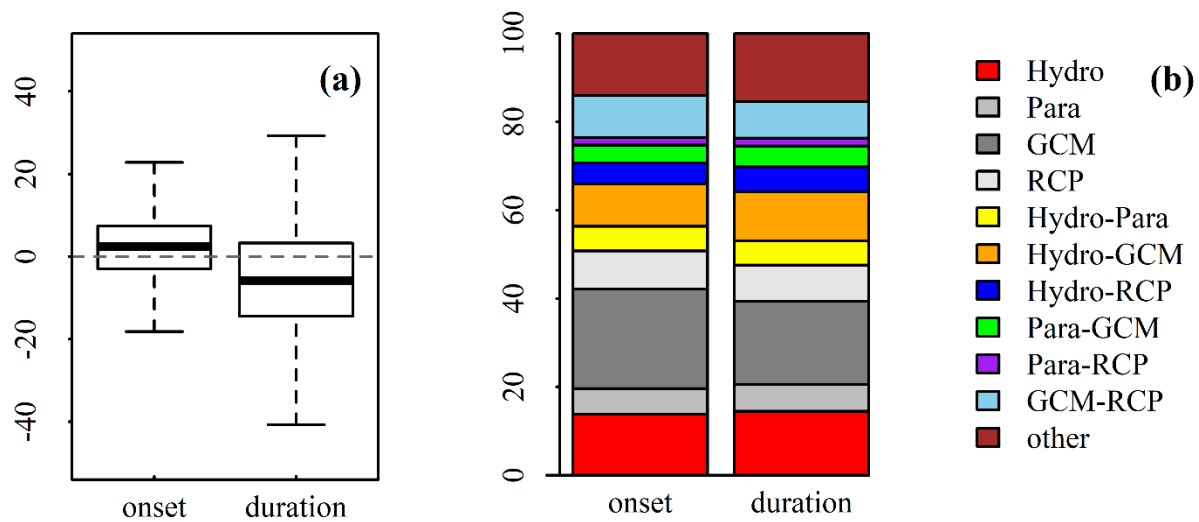 (a)
40
20
0
-20
-40
onset duration
100
80
60
40
20
0
onset duration
(b)
Hydro
Para
GCM
RCP
Hydro-Para
Hydro-GCM
Hydro-RCP
Para-GCM
Para-RCP
GCM-RCP
other